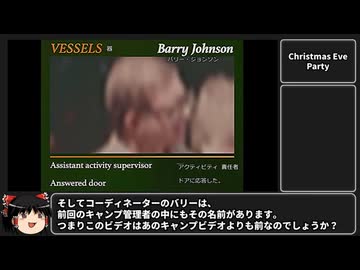 VESSELS 器
Barry Johnson
バリー・ジョンソン
Christmas Eve
Party
Assistant activity supervisor
アクティビティ 責任者
Answered door
ドアに応答した。
そしてコーディネーターのバリーは、
前回のキャンプ管理者の中にもその名前があります。
つまりこのビデオはあのキャンプビデオよりも前なのでしょうか？